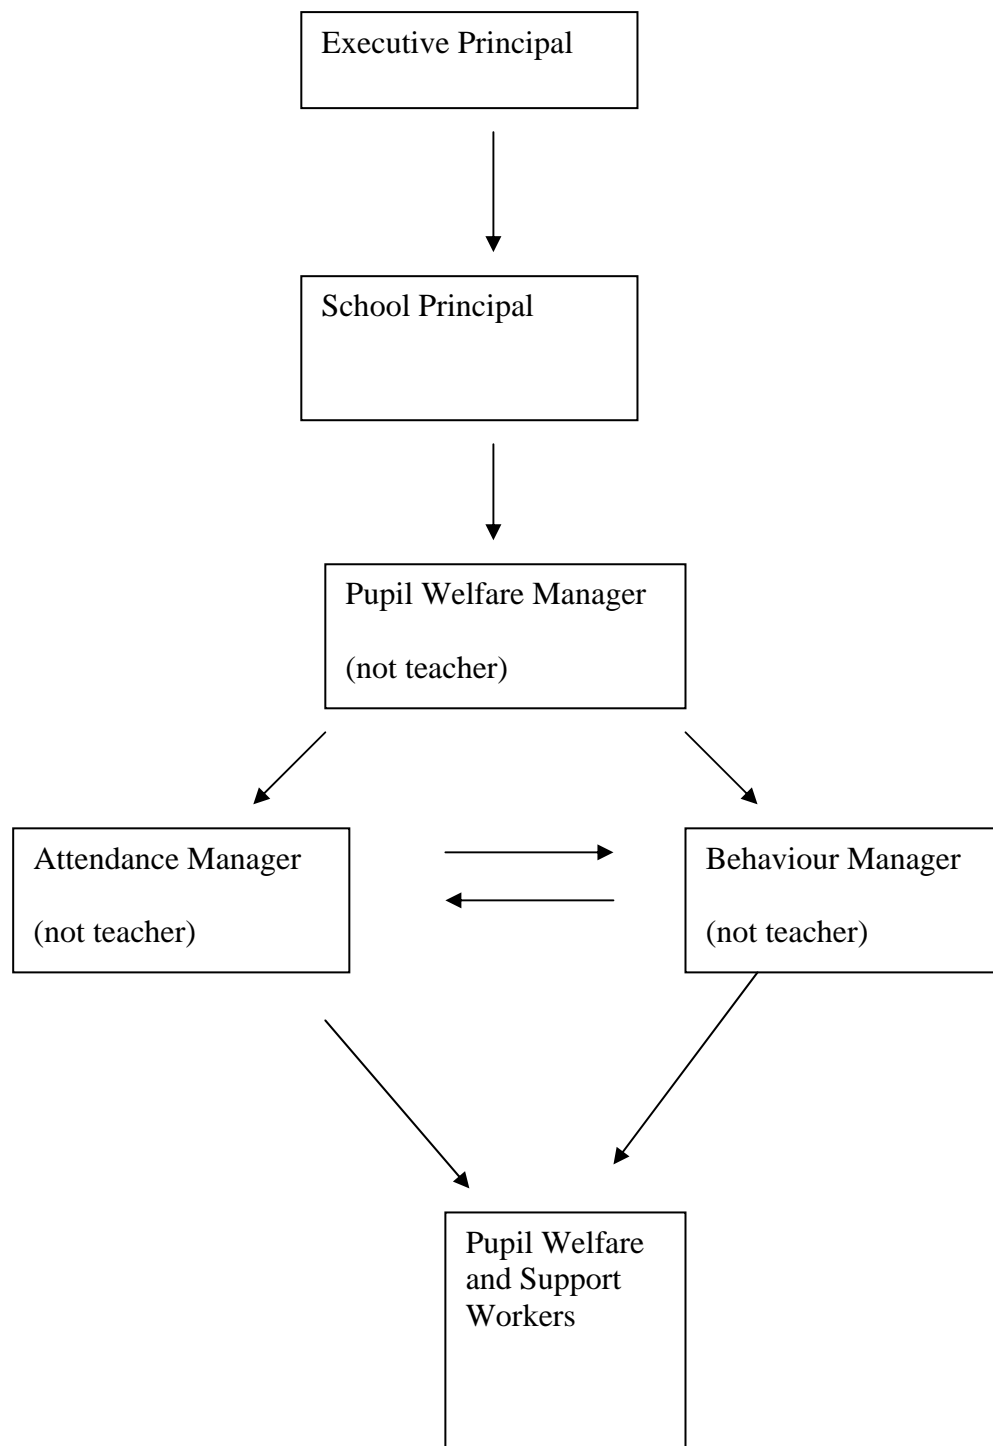 Executive Principal
School Principal
Pupil Welfare Manager
(not teacher)
Attendance Manager
(not teacher)
Behaviour Manager
(not teacher)
Pupil Welfare
and Support
Workers